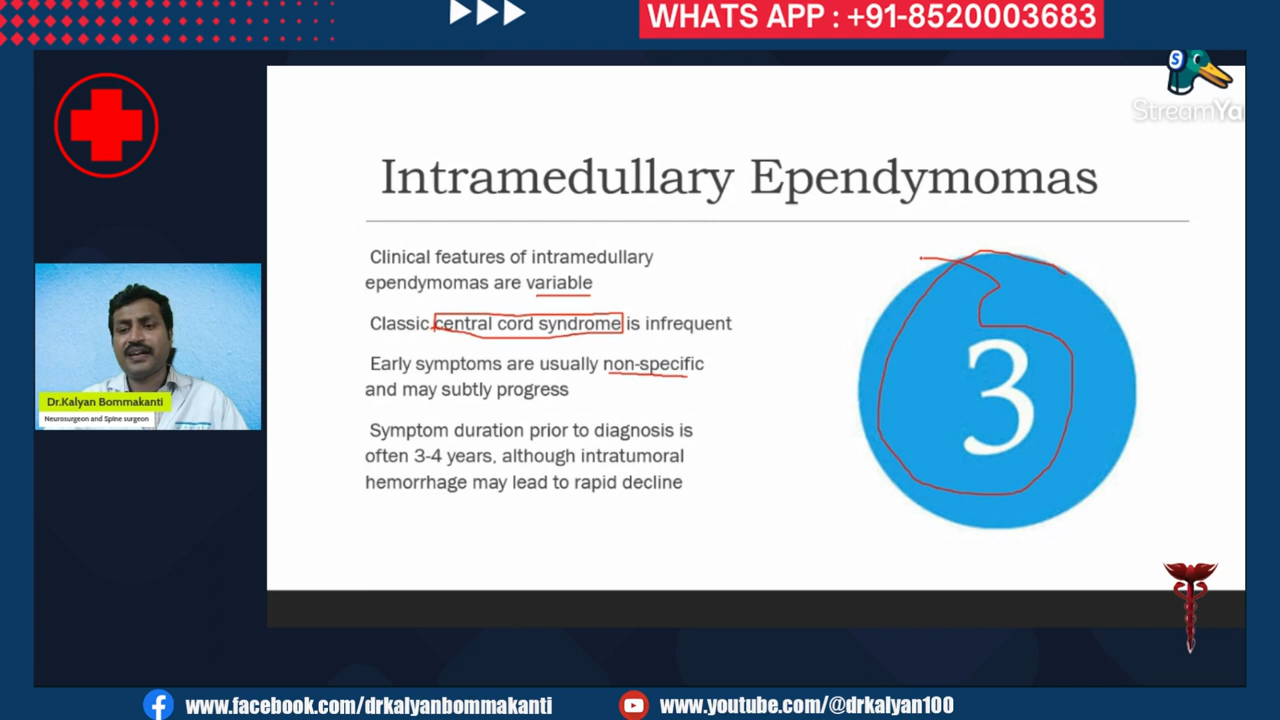 WHATS APP : +91-8520003683
S
StreamYa
Intramedullary Ependymomas
Clinical features of intramedullary
ependymomas are variable
Classic central cord syndrome is infrequent
Early symptoms are usually non-specific
and may subtly progress
Symptom duration prior to diagnosis is
often 3-4 years, although intratumoral
hemorrhage may lead to rapid decline
3
Dr.Kalyan Bommakanti
Neurosurgeon and Spine surgeon
www.facebook.com/drkalyanbommakanti
www.youtube.com/@drkalyan100